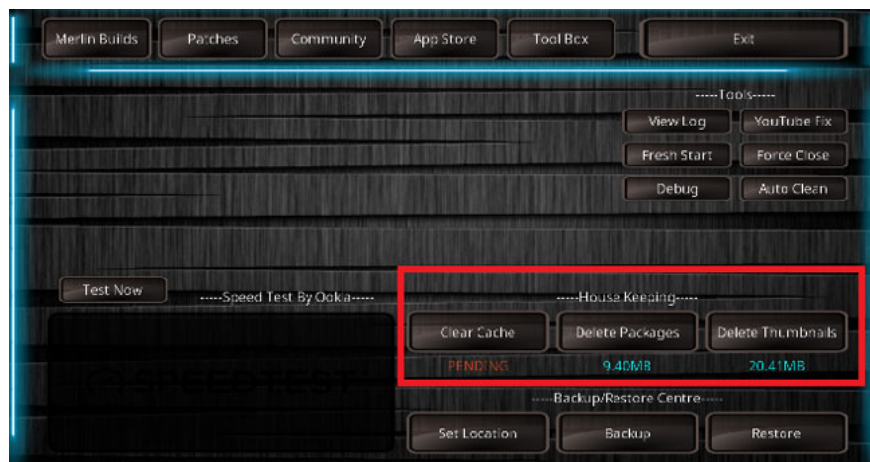 Merlin Builds Patches Community App Store Tool Box Exit
-----Tools-----
View Log YouTube Fix
Fresh Start Force Close
Debug Auto Clean
Test Now
-----Speed Test By Ookla-----
-----House Keeping-----
Clear Cache Delete Packages Delete Thumbnails
PENDING 9.40MB 20.41MB
-----Backup/Restore Centre-----
Set Location Backup Restore